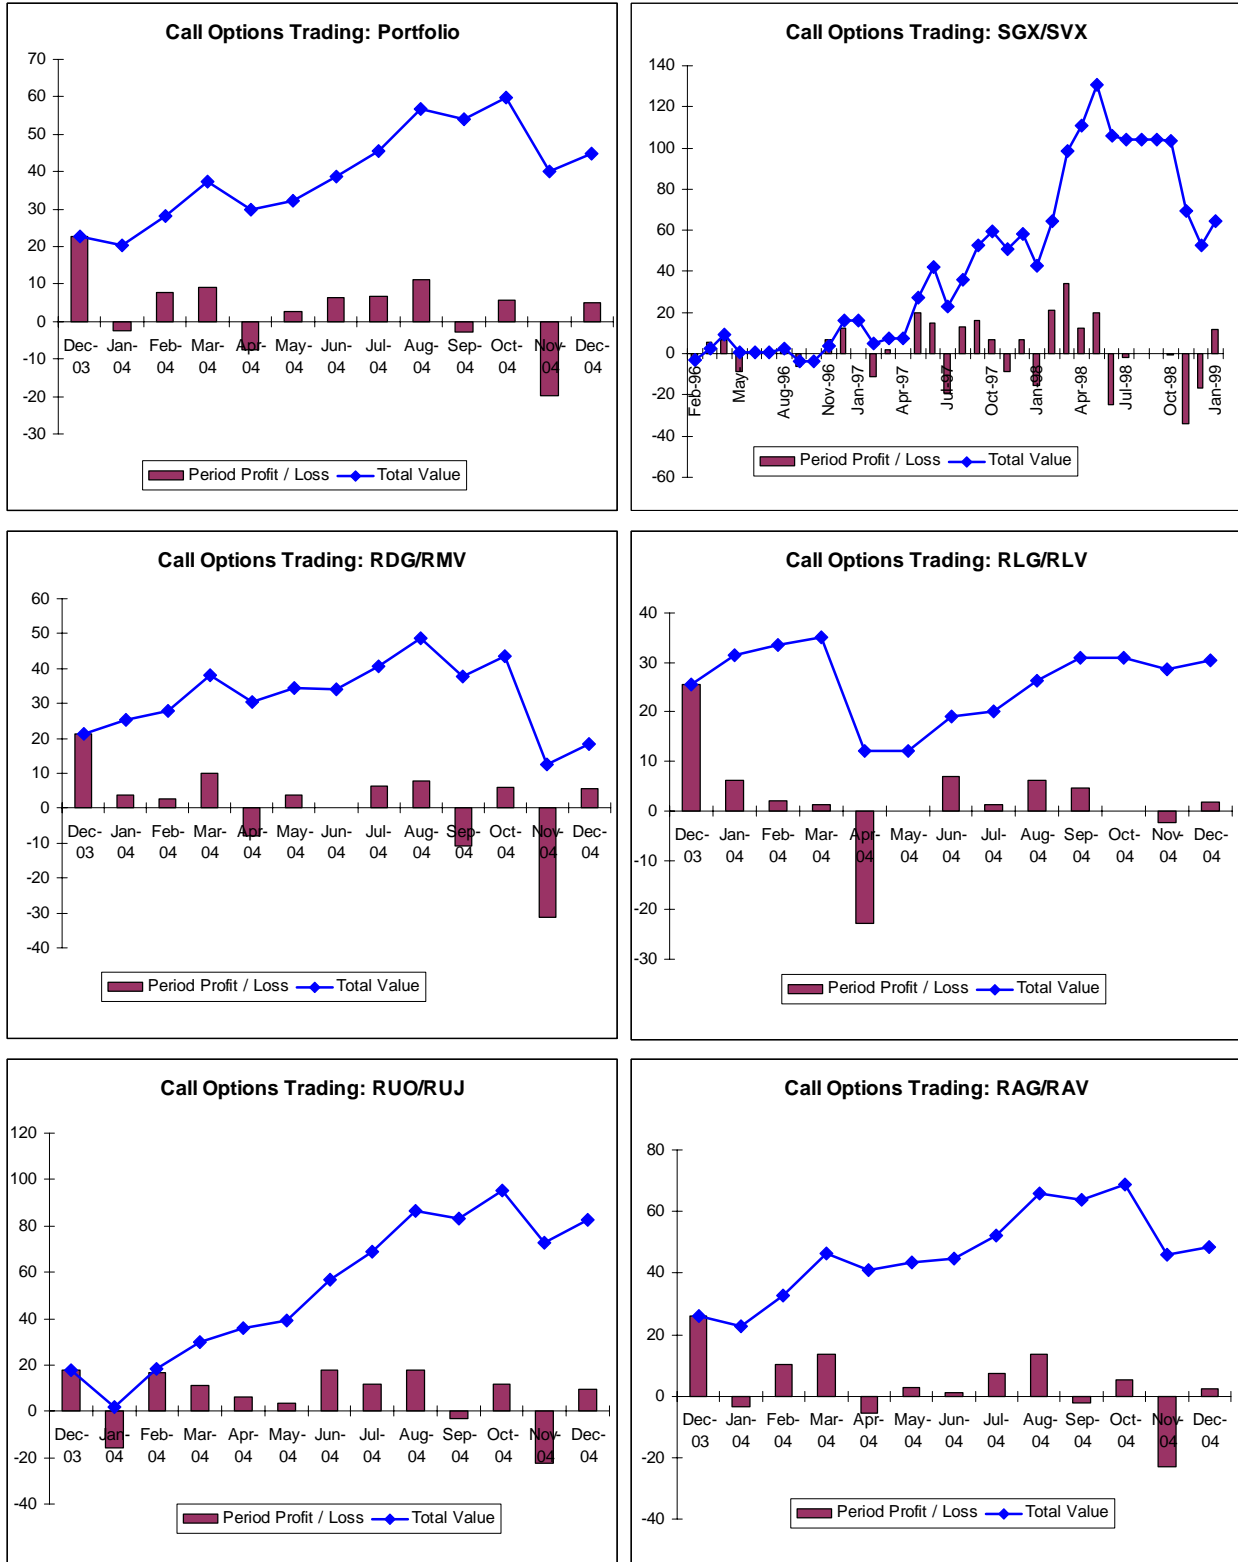 Call Options Trading: Portfolio
70
60
50
40
30
20
10
0
-10
-20
-30
Dec- Jan- Feb- Mar- Apr- May- Jun- Jul- Aug- Sep- Oct- Nov- Dec-
03 04 04 04 04 04 04 04 04 04 04 04 04
Period Profit / Loss Total Value
Call Options Trading: SGX/SVX
140
120
100
80
60
40
20
0
-20
-40
-60
Feb-96 May- Aug-96 Nov-96 Jan-97 Apr-97 Jul-97 Oct-97 Jan-98 Apr-98 Jul-98 Oct-98 Jan-99
Period Profit / Loss Total Value
Call Options Trading: RDG/RMV
60
50
40
30
20
10
0
-10
-20
-30
-40
Dec- Jan- Feb- Mar- Apr- May- Jun- Jul- Aug- Sep- Oct- Nov- Dec-
03 04 04 04 04 04 04 04 04 04 04 04 04
Period Profit / Loss Total Value
Call Options Trading: RLG/RLV
40
30
20
10
0
-10
-20
-30
Dec- Jan- Feb- Mar- Apr- May- Jun- Jul- Aug- Sep- Oct- Nov- Dec-
03 04 04 04 04 04 04 04 04 04 04 04 04
Period Profit / Loss Total Value
Call Options Trading: RUO/RUJ
120
100
80
60
40
20
0
-20
-40
Dec- Jan- Feb- Mar- Apr- May- Jun- Jul- Aug- Sep- Oct- Nov- Dec-
03 04 04 04 04 04 04 04 04 04 04 04 04
Period Profit / Loss Total Value
Call Options Trading: RAG/RAV
80
60
40
20
0
-20
-40
Dec- Jan- Feb- Mar- Apr- May- Jun- Jul- Aug- Sep- Oct- Nov- Dec-
03 04 04 04 04 04 04 04 04 04 04 04 04
Period Profit / Loss Total Value